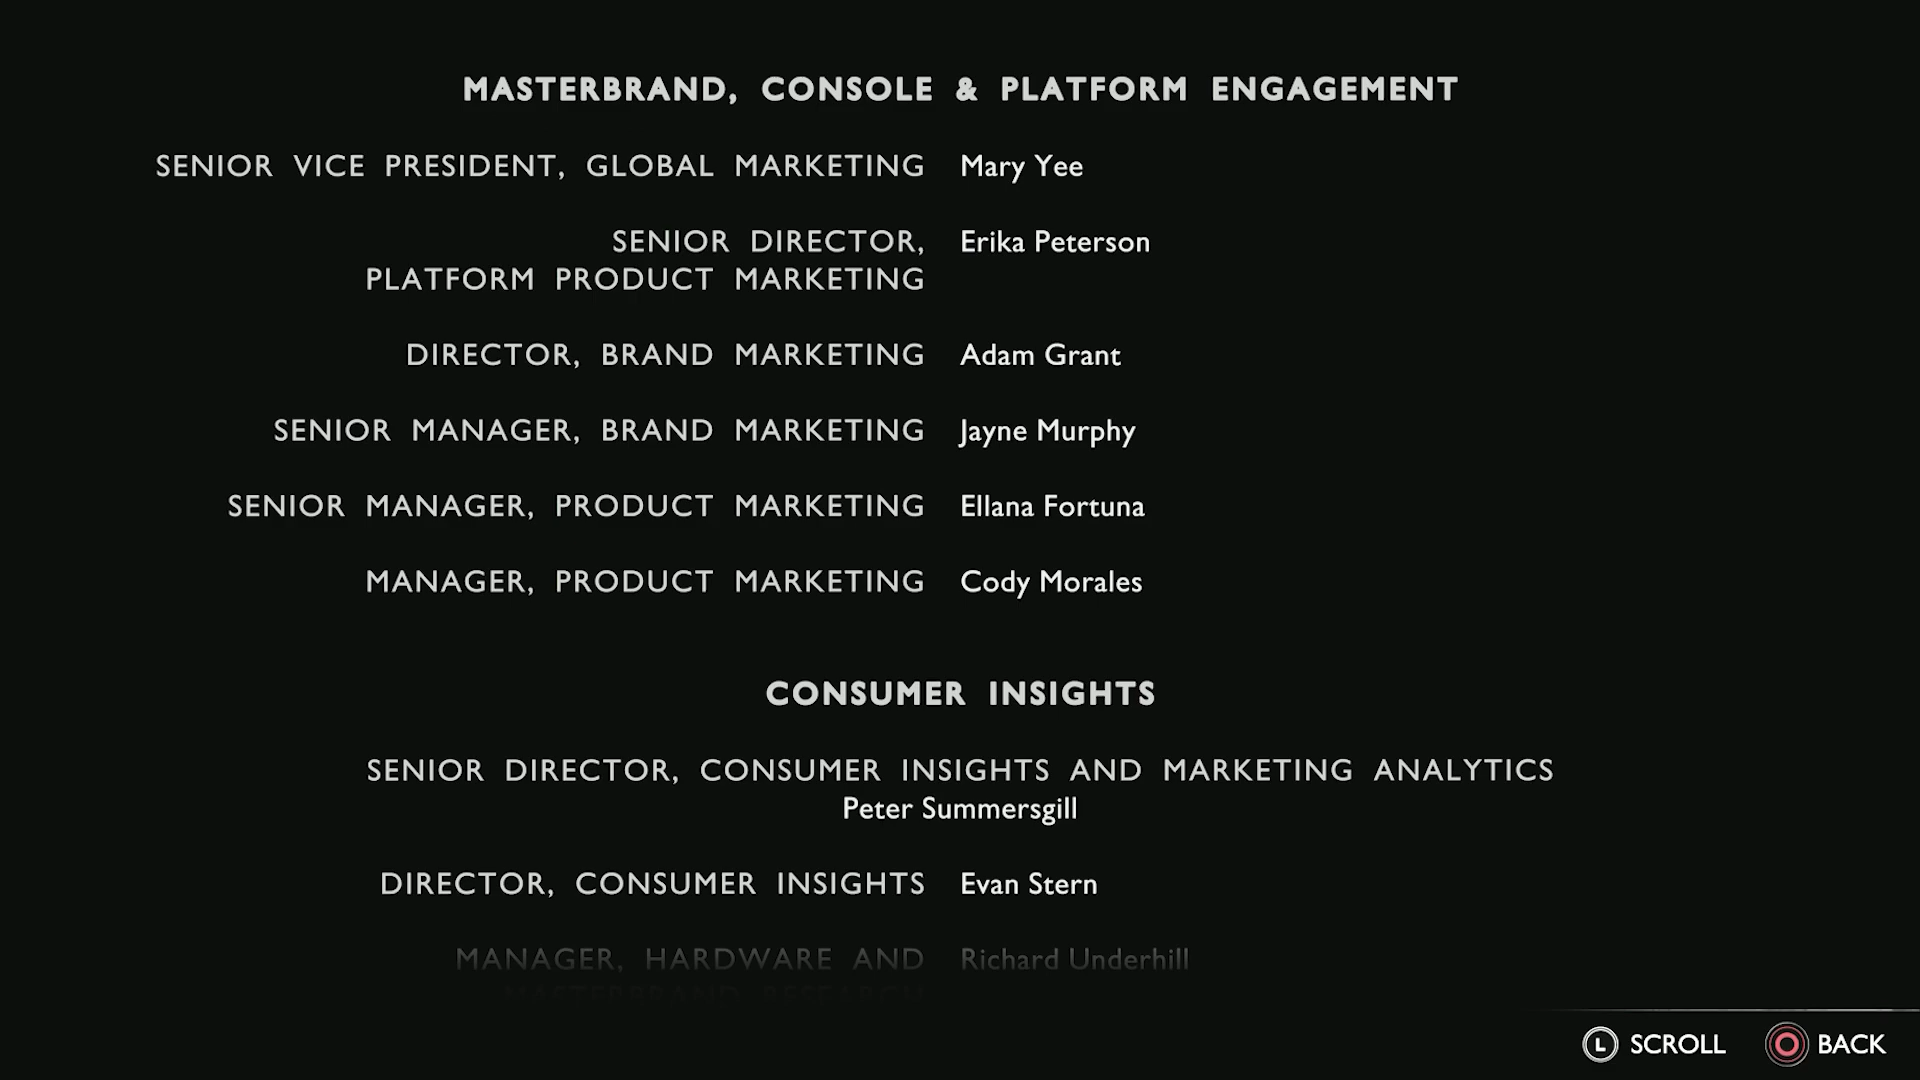 MASTERBRAND, CONSOLE & PLATFORM ENGAGEMENT
SENIOR VICE PRESIDENT, GLOBAL MARKETING Mary Yee
SENIOR DIRECTOR, Erika Peterson
PLATFORM PRODUCT MARKETING
DIRECTOR, BRAND MARKETING Adam Grant
SENIOR MANAGER, BRAND MARKETING Jayne Murphy
SENIOR MANAGER, PRODUCT MARKETING Ellana Fortuna
MANAGER, PRODUCT MARKETING Cody Morales
CONSUMER INSIGHTS
SENIOR DIRECTOR, CONSUMER INSIGHTS AND MARKETING ANALYTICS
Peter Summersgill
DIRECTOR, CONSUMER INSIGHTS Evan Stern
MANAGER, HARDWARE AND Richard Underhill
MASTERBRAND RESEARCH
L SCROLL BACK